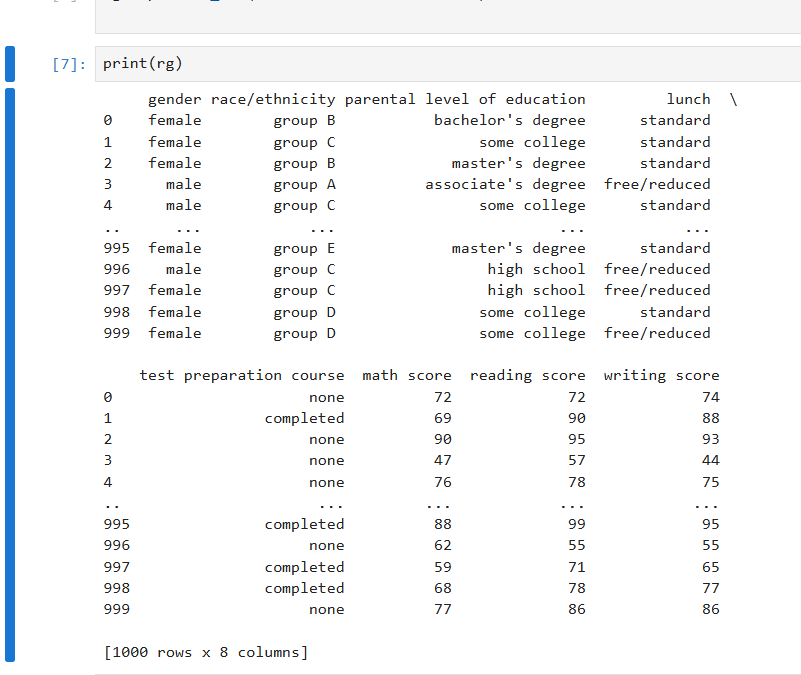 [7]: print(rg)
gender race/ethnicity parental level of education lunch \
0 female group B bachelor's degree standard
1 female group C some college standard
2 female group B master's degree standard
3 male group A associate's degree free/reduced
4 male group C some college standard
.. ... ... ... ...
995 female group E master's degree standard
996 male group C high school free/reduced
997 female group C high school free/reduced
998 female group D some college standard
999 female group D some college free/reduced
test preparation course math score reading score writing score
0 none 72 72 74
1 completed 69 90 88
2 none 90 95 93
3 none 47 57 44
4 none 76 78 75
.. ... ... ... ...
995 completed 88 99 95
996 none 62 55 55
997 completed 59 71 65
998 completed 68 78 77
999 none 77 86 86
[1000 rows x 8 columns]